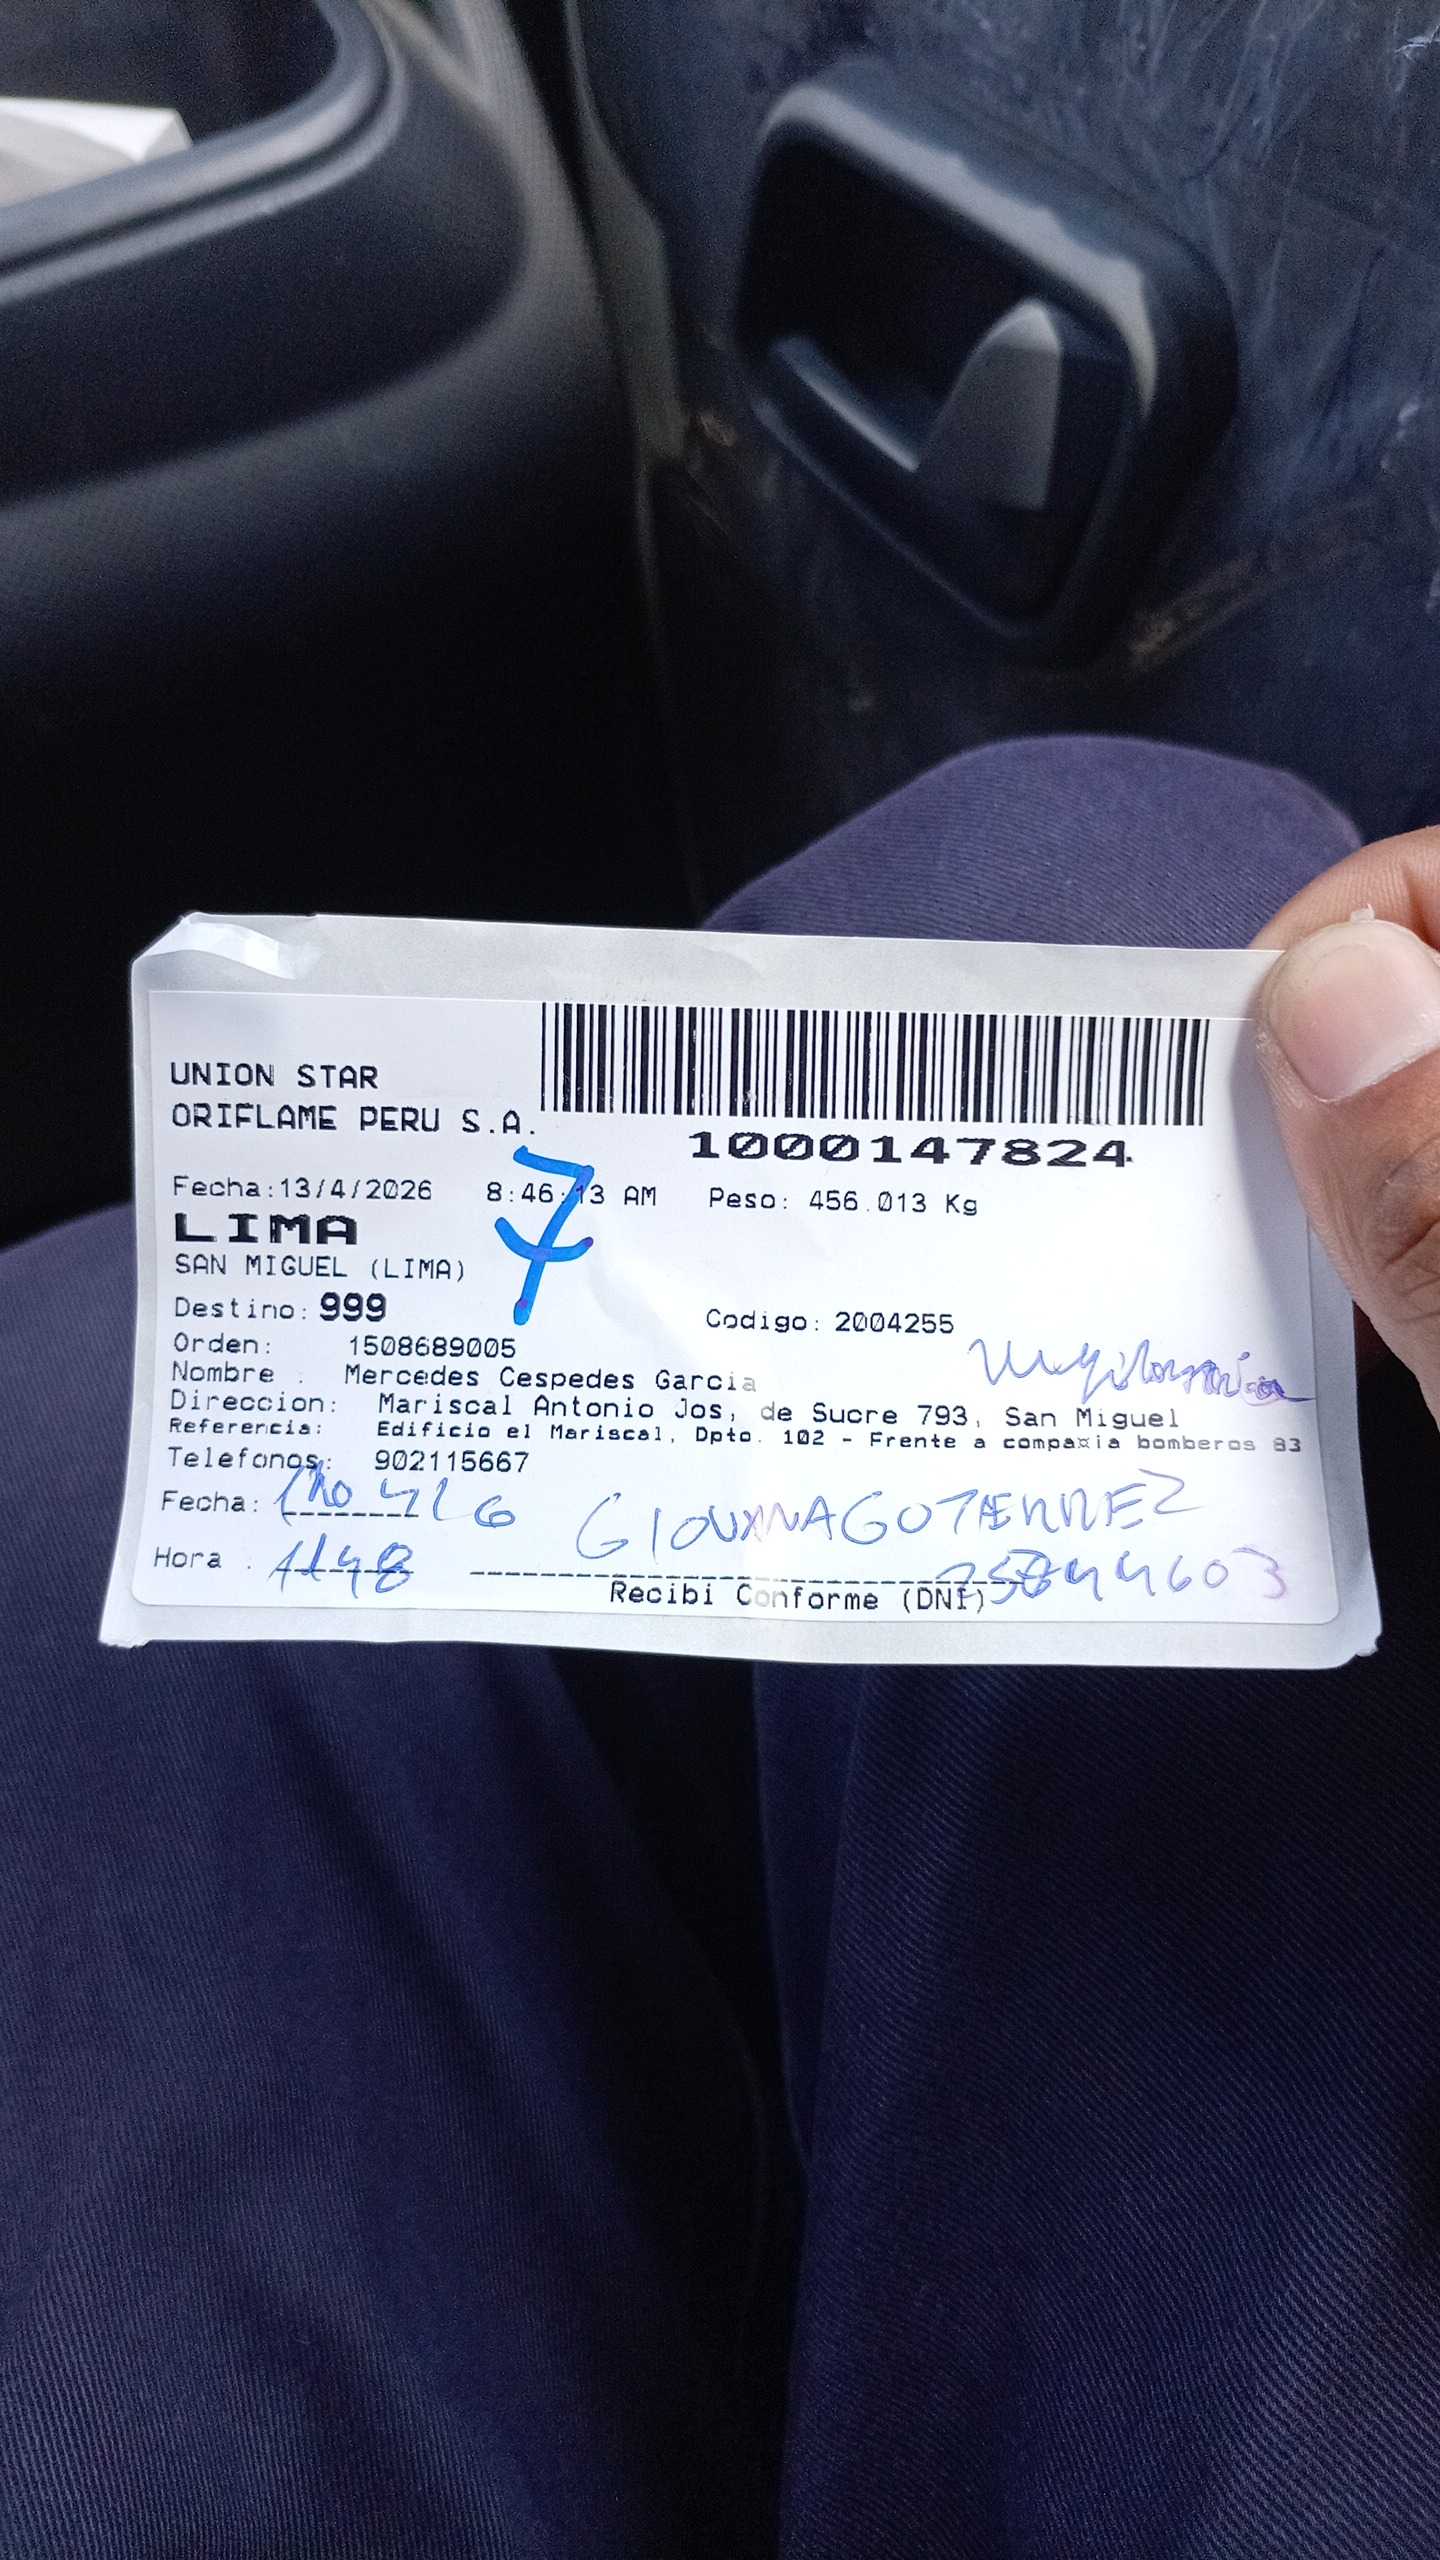 UNION STAR
ORIFLAME PERU S.A.
1000147824
7
Fecha:13/4/2026 8:46:13 AM Peso: 456.013 Kg
LIMA
SAN MIGUEL (LIMA)
Destino: 999 Codigo: 2004255
Orden: 1508689005
Nombre : Mercedes Cespedes Garcia
Direccion: Mariscal Antonio Jos, de Sucre 793, San Miguel
Referencia: Edificio el Mariscal, Dpto. 102 - Frente a compa¤ia bomberos 83
Telefonos: 902115667
Fecha:
Hora :
Recibi Conforme (DNI)